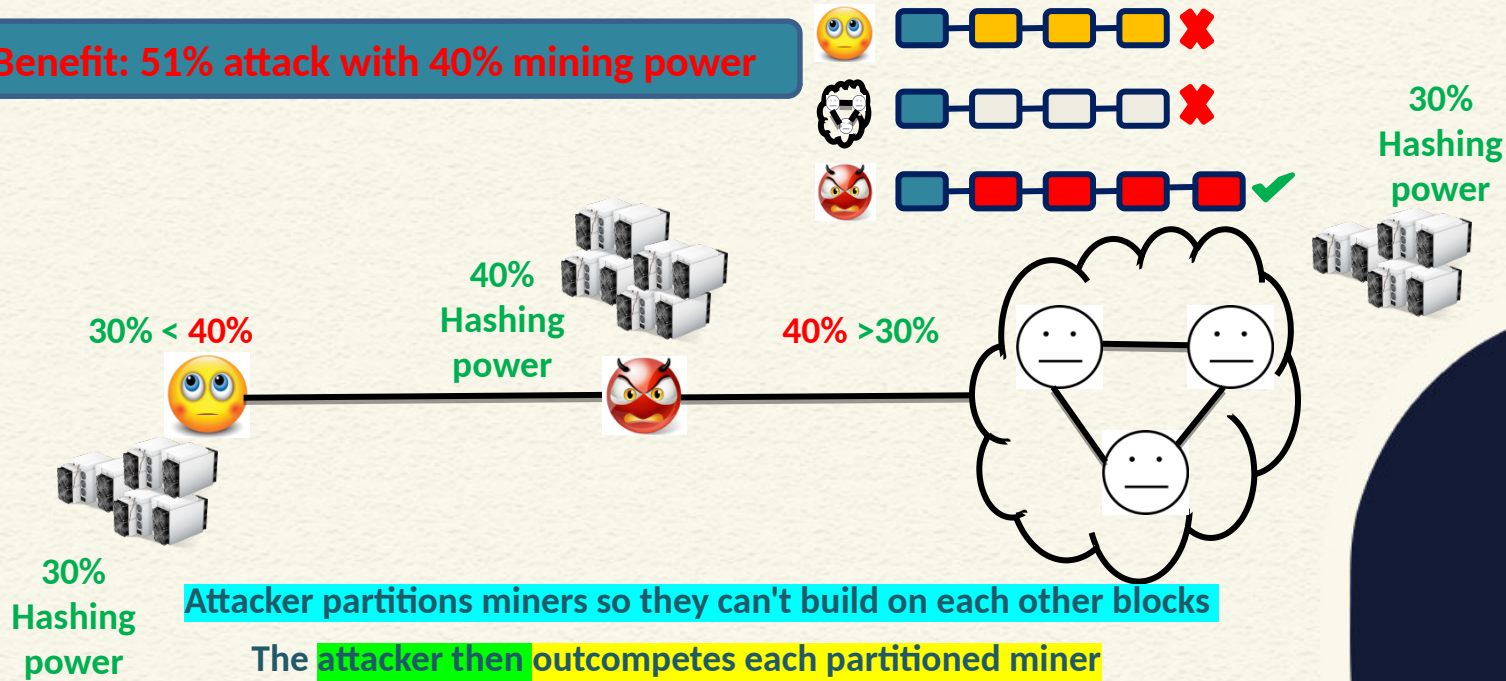 Benefit: 51% attack with 40% mining power
30%
Hashing
power
40%
Hashing
power
30% < 40%
40% >30%
30%
Hashing
power
Attacker partitions miners so they can't build on each other blocks
The attacker then outcompetes each partitioned miner